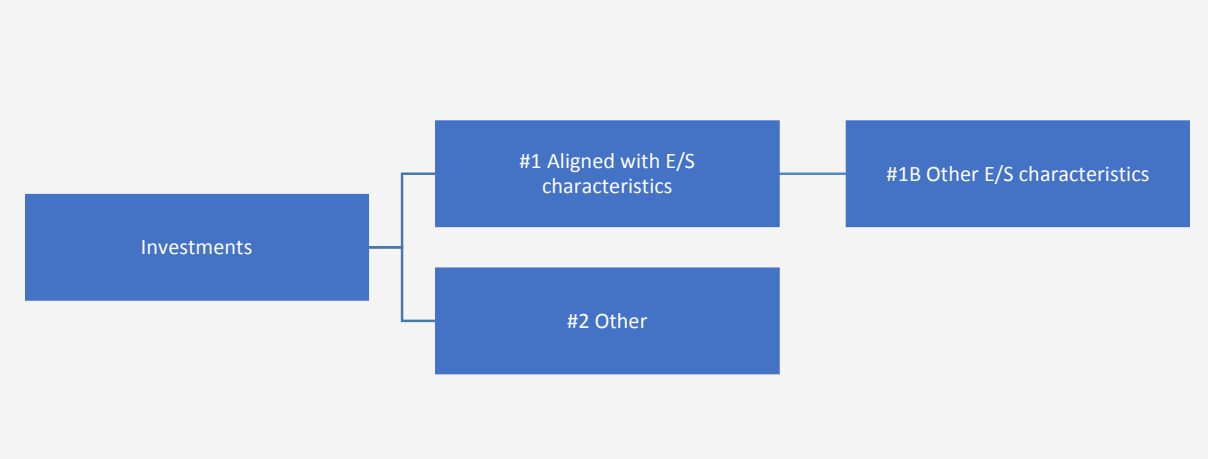 #1 Aligned with E/S
characteristics
#1B Other E/S characteristics
Investments
#2 Other